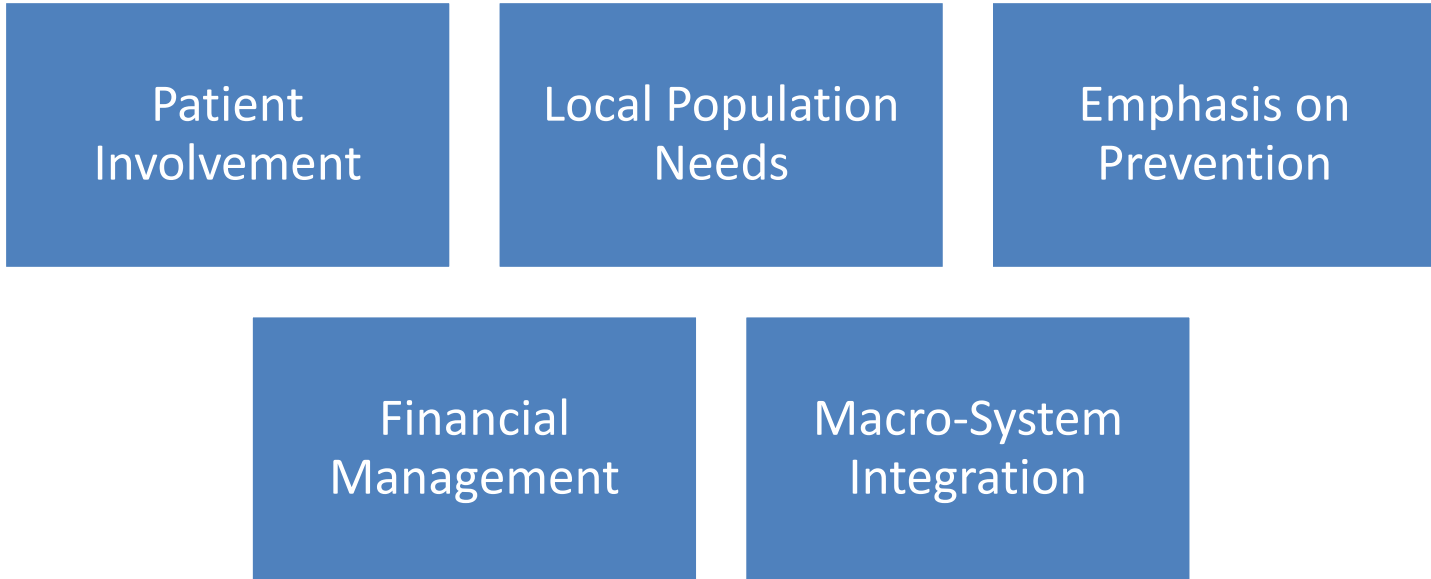 Patient
Involvement
Local Population
Needs
Emphasis on
Prevention
Financial
Management
Macro-System
Integration